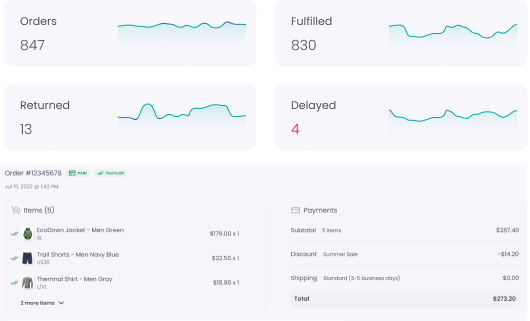 Orders
847
Fulfilled
830
Returned
13
Delayed
4
Order #12345678 PAID FULFILLED
Jul 15, 2022 @ 1:43 PM
Items (5)
EcoDown Jacket - Men Green
XL
$179.00 x 1
Trail Shorts - Men Navy Blue
US36
$22.50 x 1
Themnal Shirt - Men Gray
L/XL
$19.90 x 1
2 more items
Payments
Subtotal 5 items $287.40
Discount Summer Sale -$14.20
Shipping Standard (3-5 business days) $0.00
Total $273.20